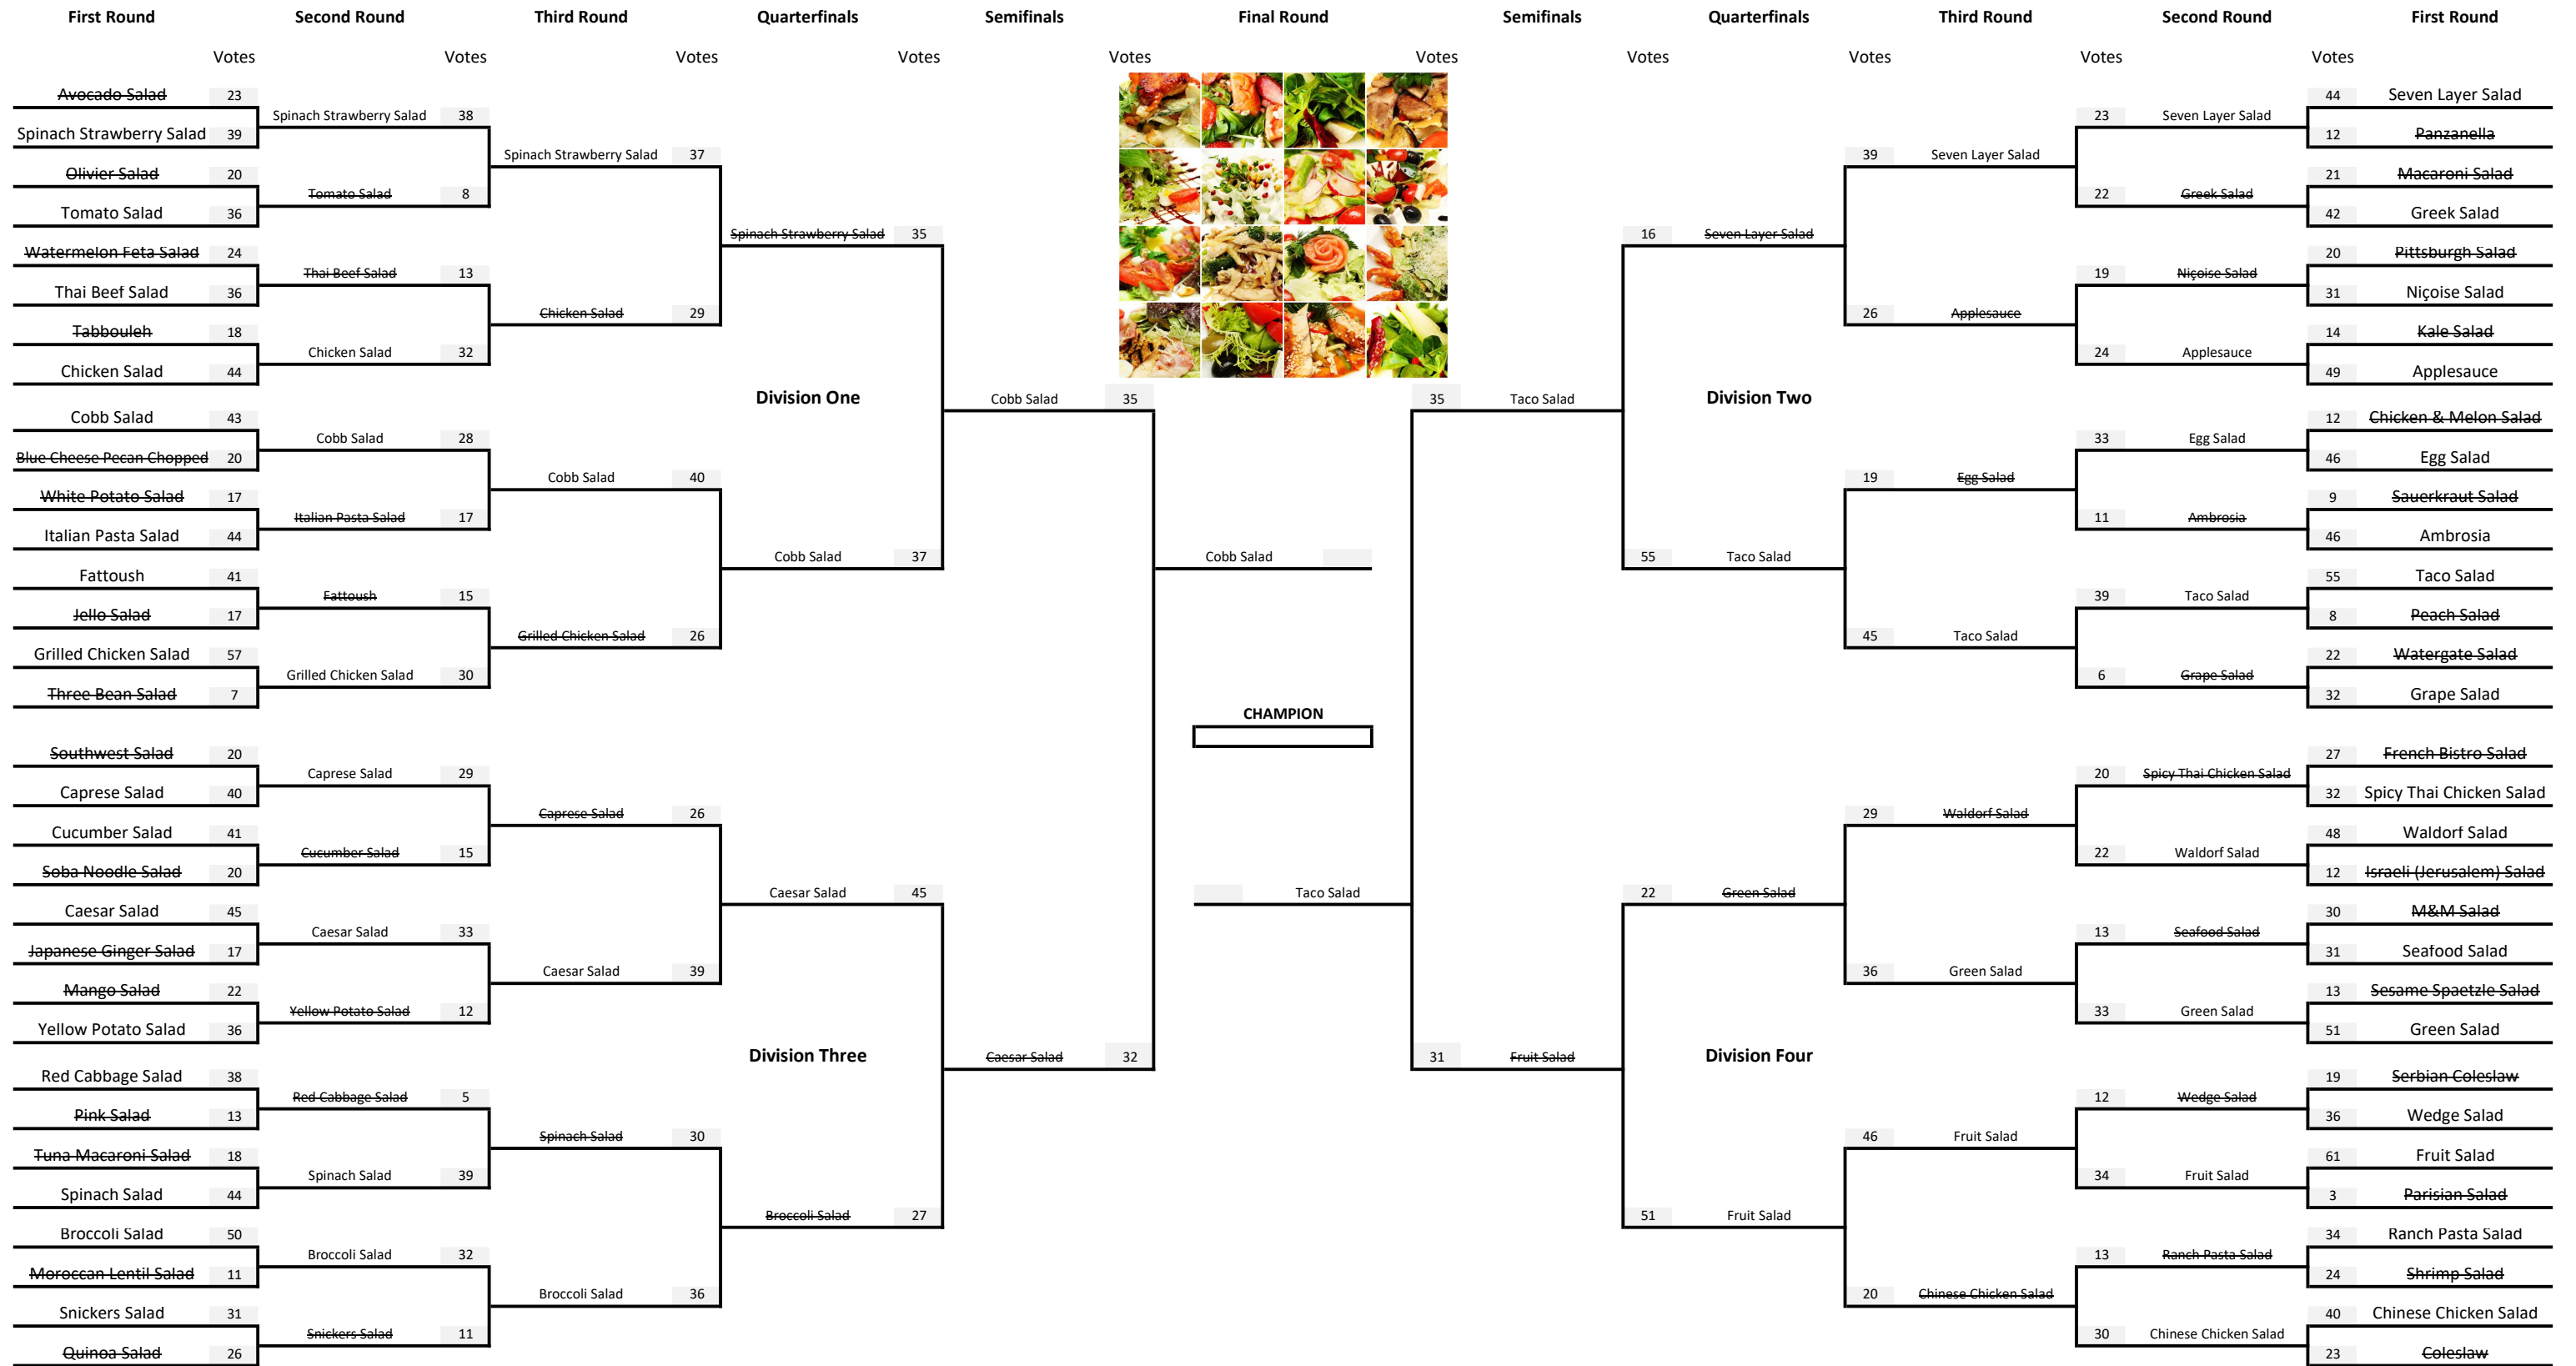 First Round Second Round Third Round Quarterfinals Semifinals Final Round Semifinals Quarterfinals Third Round Second Round First Round
Votes Votes Votes Votes Votes Votes Votes Votes Votes Votes
Avocado Salad 23 44 Seven Layer Salad
Spinach Strawberry Salad 38 23 Seven Layer Salad
Spinach Strawberry Salad 39 12 Panzanella
Spinach Strawberry Salad 37 39 Seven Layer Salad
Olivier Salad 20 21 Macaroni Salad
Tomato Salad 8 22 Greek Salad
Tomato Salad 36 42 Greek Salad
Spinach Strawberry Salad 35 16 Seven Layer Salad
Watermelon Feta Salad 24 20 Pittsburgh Salad
Thai Beef Salad 13 19 Niçoise Salad
Thai Beef Salad 36 31 Niçoise Salad
Chicken Salad 29 26 Applesauce
Tabbouleh 18 14 Kale Salad
Chicken Salad 32 24 Applesauce
Chicken Salad 44 49 Applesauce
Division One Cobb Salad 35 35 Taco Salad Division Two
Cobb Salad 43 12 Chicken & Melon Salad
Cobb Salad 28 33 Egg Salad
Blue Cheese Pecan Chopped 20 46 Egg Salad
Cobb Salad 40 19 Egg Salad
White Potato Salad 17 9 Sauerkraut Salad
Italian Pasta Salad 17 11 Ambrosia
Italian Pasta Salad 44 46 Ambrosia
Cobb Salad 37 Cobb Salad 55 Taco Salad
Fattoush 41 55 Taco Salad
Fattoush 15 39 Taco Salad
Jello Salad 17 8 Peach Salad
Grilled Chicken Salad 26 45 Taco Salad
Grilled Chicken Salad 57 22 Watergate Salad
Grilled Chicken Salad 30 6 Grape Salad
Three Bean Salad 7 32 Grape Salad
CHAMPION
Southwest Salad 20 27 French Bistro Salad
Caprese Salad 29 20 Spicy Thai Chicken Salad
Caprese Salad 40 32 Spicy Thai Chicken Salad
Caprese Salad 26 29 Waldorf Salad
Cucumber Salad 41 48 Waldorf Salad
Cucumber Salad 15 22 Waldorf Salad
Soba Noodle Salad 20 12 Israeli (Jerusalem) Salad
Caesar Salad 45 Taco Salad 22 Green Salad
Caesar Salad 45 30 M&M Salad
Caesar Salad 33 13 Seafood Salad
Japanese Ginger Salad 17 31 Seafood Salad
Caesar Salad 39 36 Green Salad
Mango Salad 22 13 Sesame Spaetzle Salad
Yellow Potato Salad 12 33 Green Salad
Yellow Potato Salad 36 51 Green Salad
Division Three Caesar Salad 32 31 Fruit Salad Division Four
Red Cabbage Salad 38 19 Serbian Coleslaw
Red Cabbage Salad 5 12 Wedge Salad
Pink Salad 13 36 Wedge Salad
Spinach Salad 30 46 Fruit Salad
Tuna Macaroni Salad 18 61 Fruit Salad
Spinach Salad 39 34 Fruit Salad
Spinach Salad 44 3 Parisian Salad
Broccoli Salad 27 51 Fruit Salad
Broccoli Salad 50 34 Ranch Pasta Salad
Broccoli Salad 32 13 Ranch Pasta Salad
Moroccan Lentil Salad 11 24 Shrimp Salad
Broccoli Salad 36 20 Chinese Chicken Salad
Snickers Salad 31 40 Chinese Chicken Salad
Snickers Salad 11 30 Chinese Chicken Salad
Quinoa Salad 26 23 Coleslaw